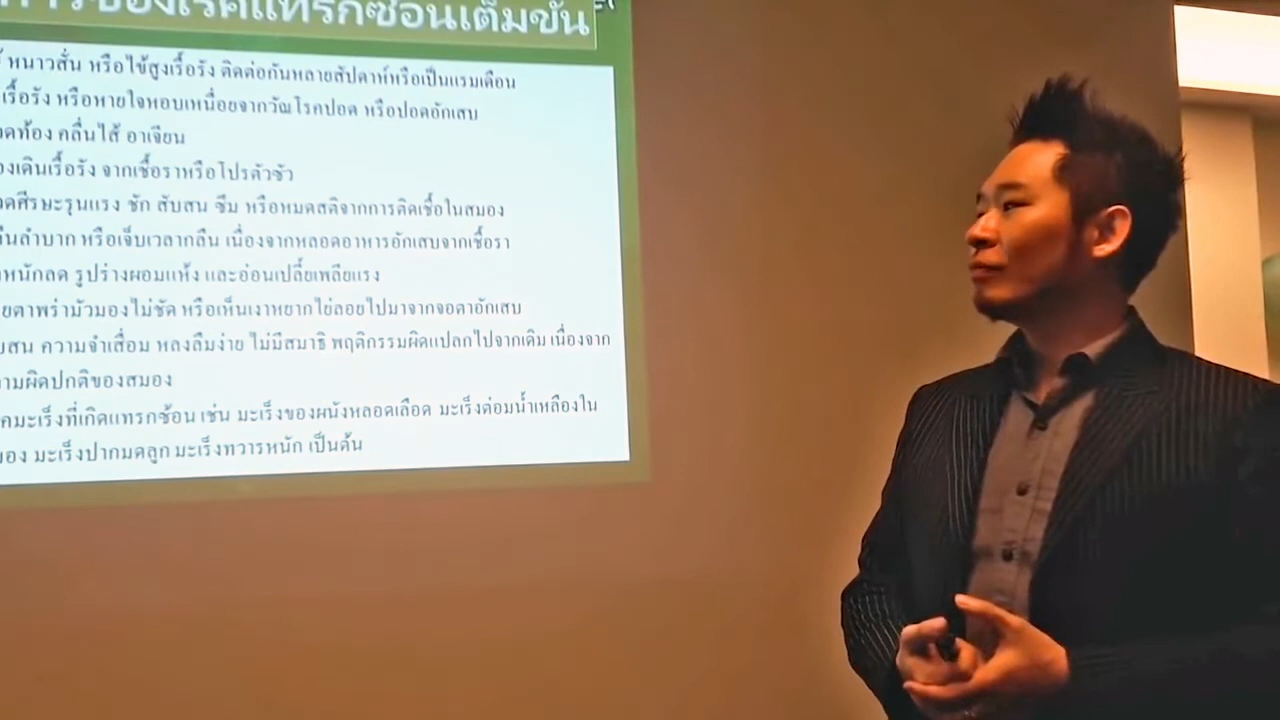 การของโรคแทรกซ้อนเต็มขั้น
หนาวสั่น หรือไข้สูงเรื้อรัง ติดต่อกันหลายสัปดาห์หรือเป็นแรมเดือน
เรื้อรัง หรือหายใจหอบเหนื่อยจากวัณโรคปอด หรือปอดอักเสบ
วดท้อง คลื่นไส้ อาเจียน
องเดินเรื้อรัง จากเชื้อราหรือโปรตัวซัว
วดศีรษะรุนแรง ชัก สับสน ซึม หรือหมดสติจากการติดเชื้อในสมอง
ลืนลำบาก หรือเจ็บเวลากลืน เนื่องจากหลอดอาหารอักเสบจากเชื้อรา
หนักลด รูปร่างผอมแห้ง และอ่อนเปลี้ยเพลียแรง
ยตาพร่ามัวมองไม่ชัด หรือเห็นเงาหยากไย่ลอยไปมาจากจอตาอักเสบ
บสน ความจำเสื่อม หลงลืมง่าย ไม่มีสมาธิ พฤติกรรมผิดแปลกไปจากเดิม เนื่องจาก
ามผิดปกติของสมอง
คมะเร็งที่เกิดแทรกซ้อน เช่น มะเร็งของผนังหลอดเลือด มะเร็งต่อมน้ำเหลืองใน
มอง มะเร็งปากมดลูก มะเร็งทวารหนัก เป็นต้น